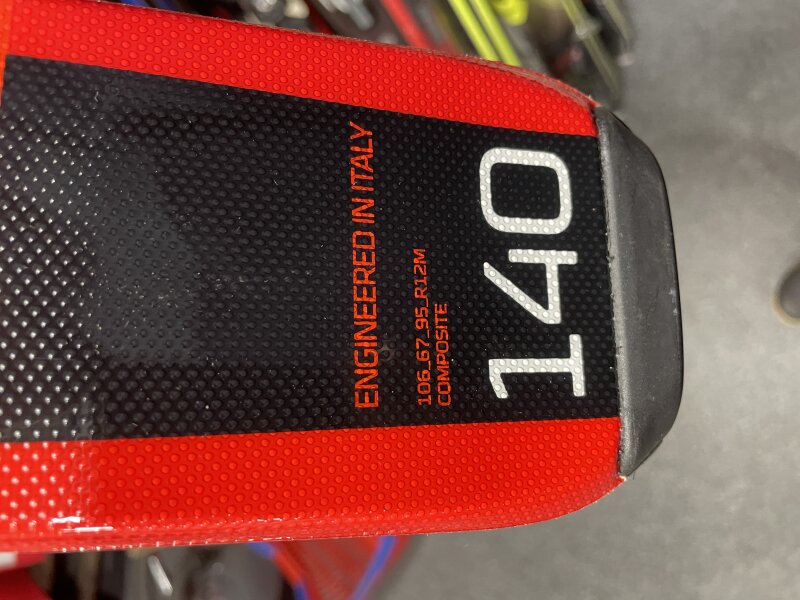 ENGINEERED IN ITALY
106_67_95_R12M
COMPOSITE
140